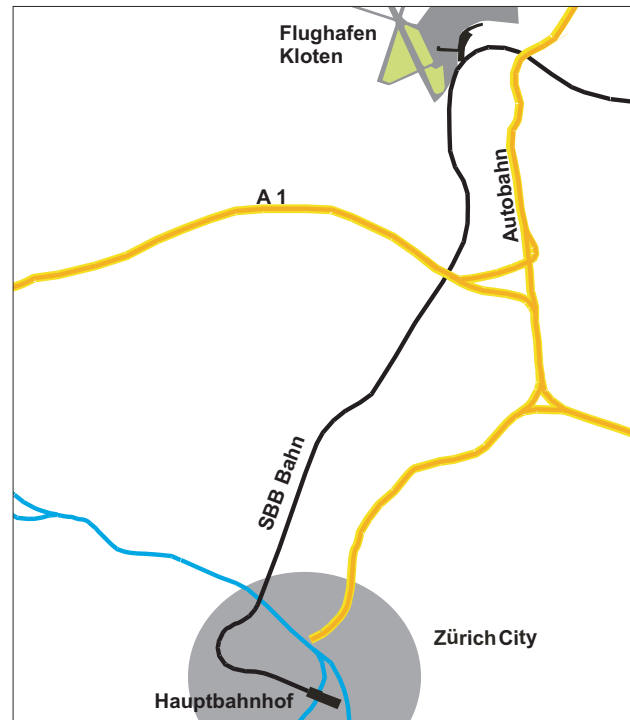 Flughafen
Kloten
A 1
Autobahn
SBB Bahn
Zürich City
Hauptbahnhof